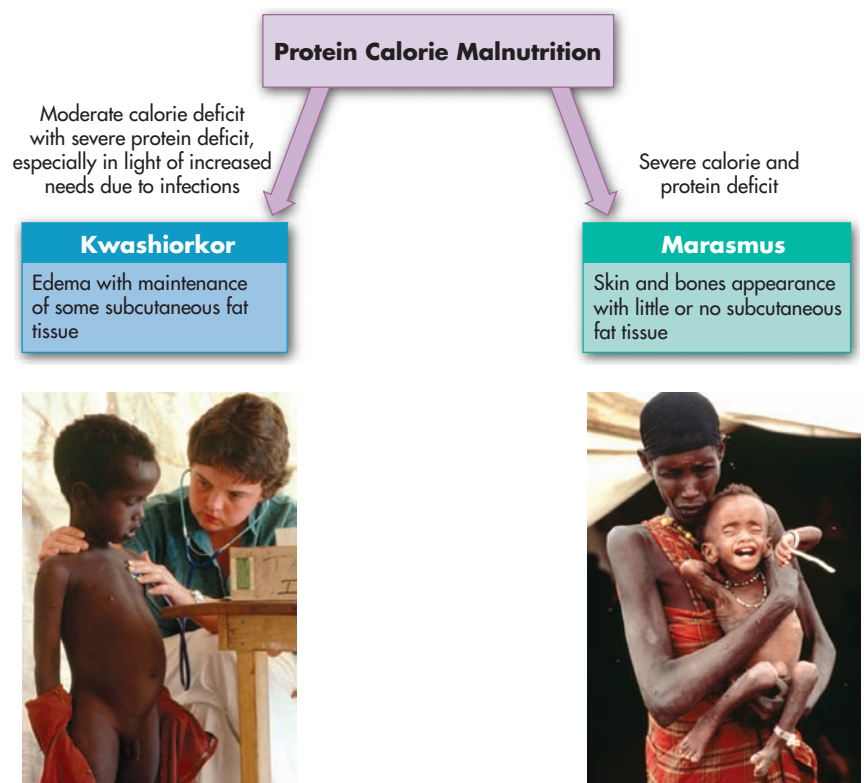 Protein Calorie Malnutrition
Moderate calorie deficit
with severe protein deficit,
especially in light of increased
needs due to infections
Severe calorie and
protein deficit
Kwashiorkor
Edema with maintenance
of some subcutaneous fat
tissue
Marasmus
Skin and bones appearance
with little or no subcutaneous
fat tissue